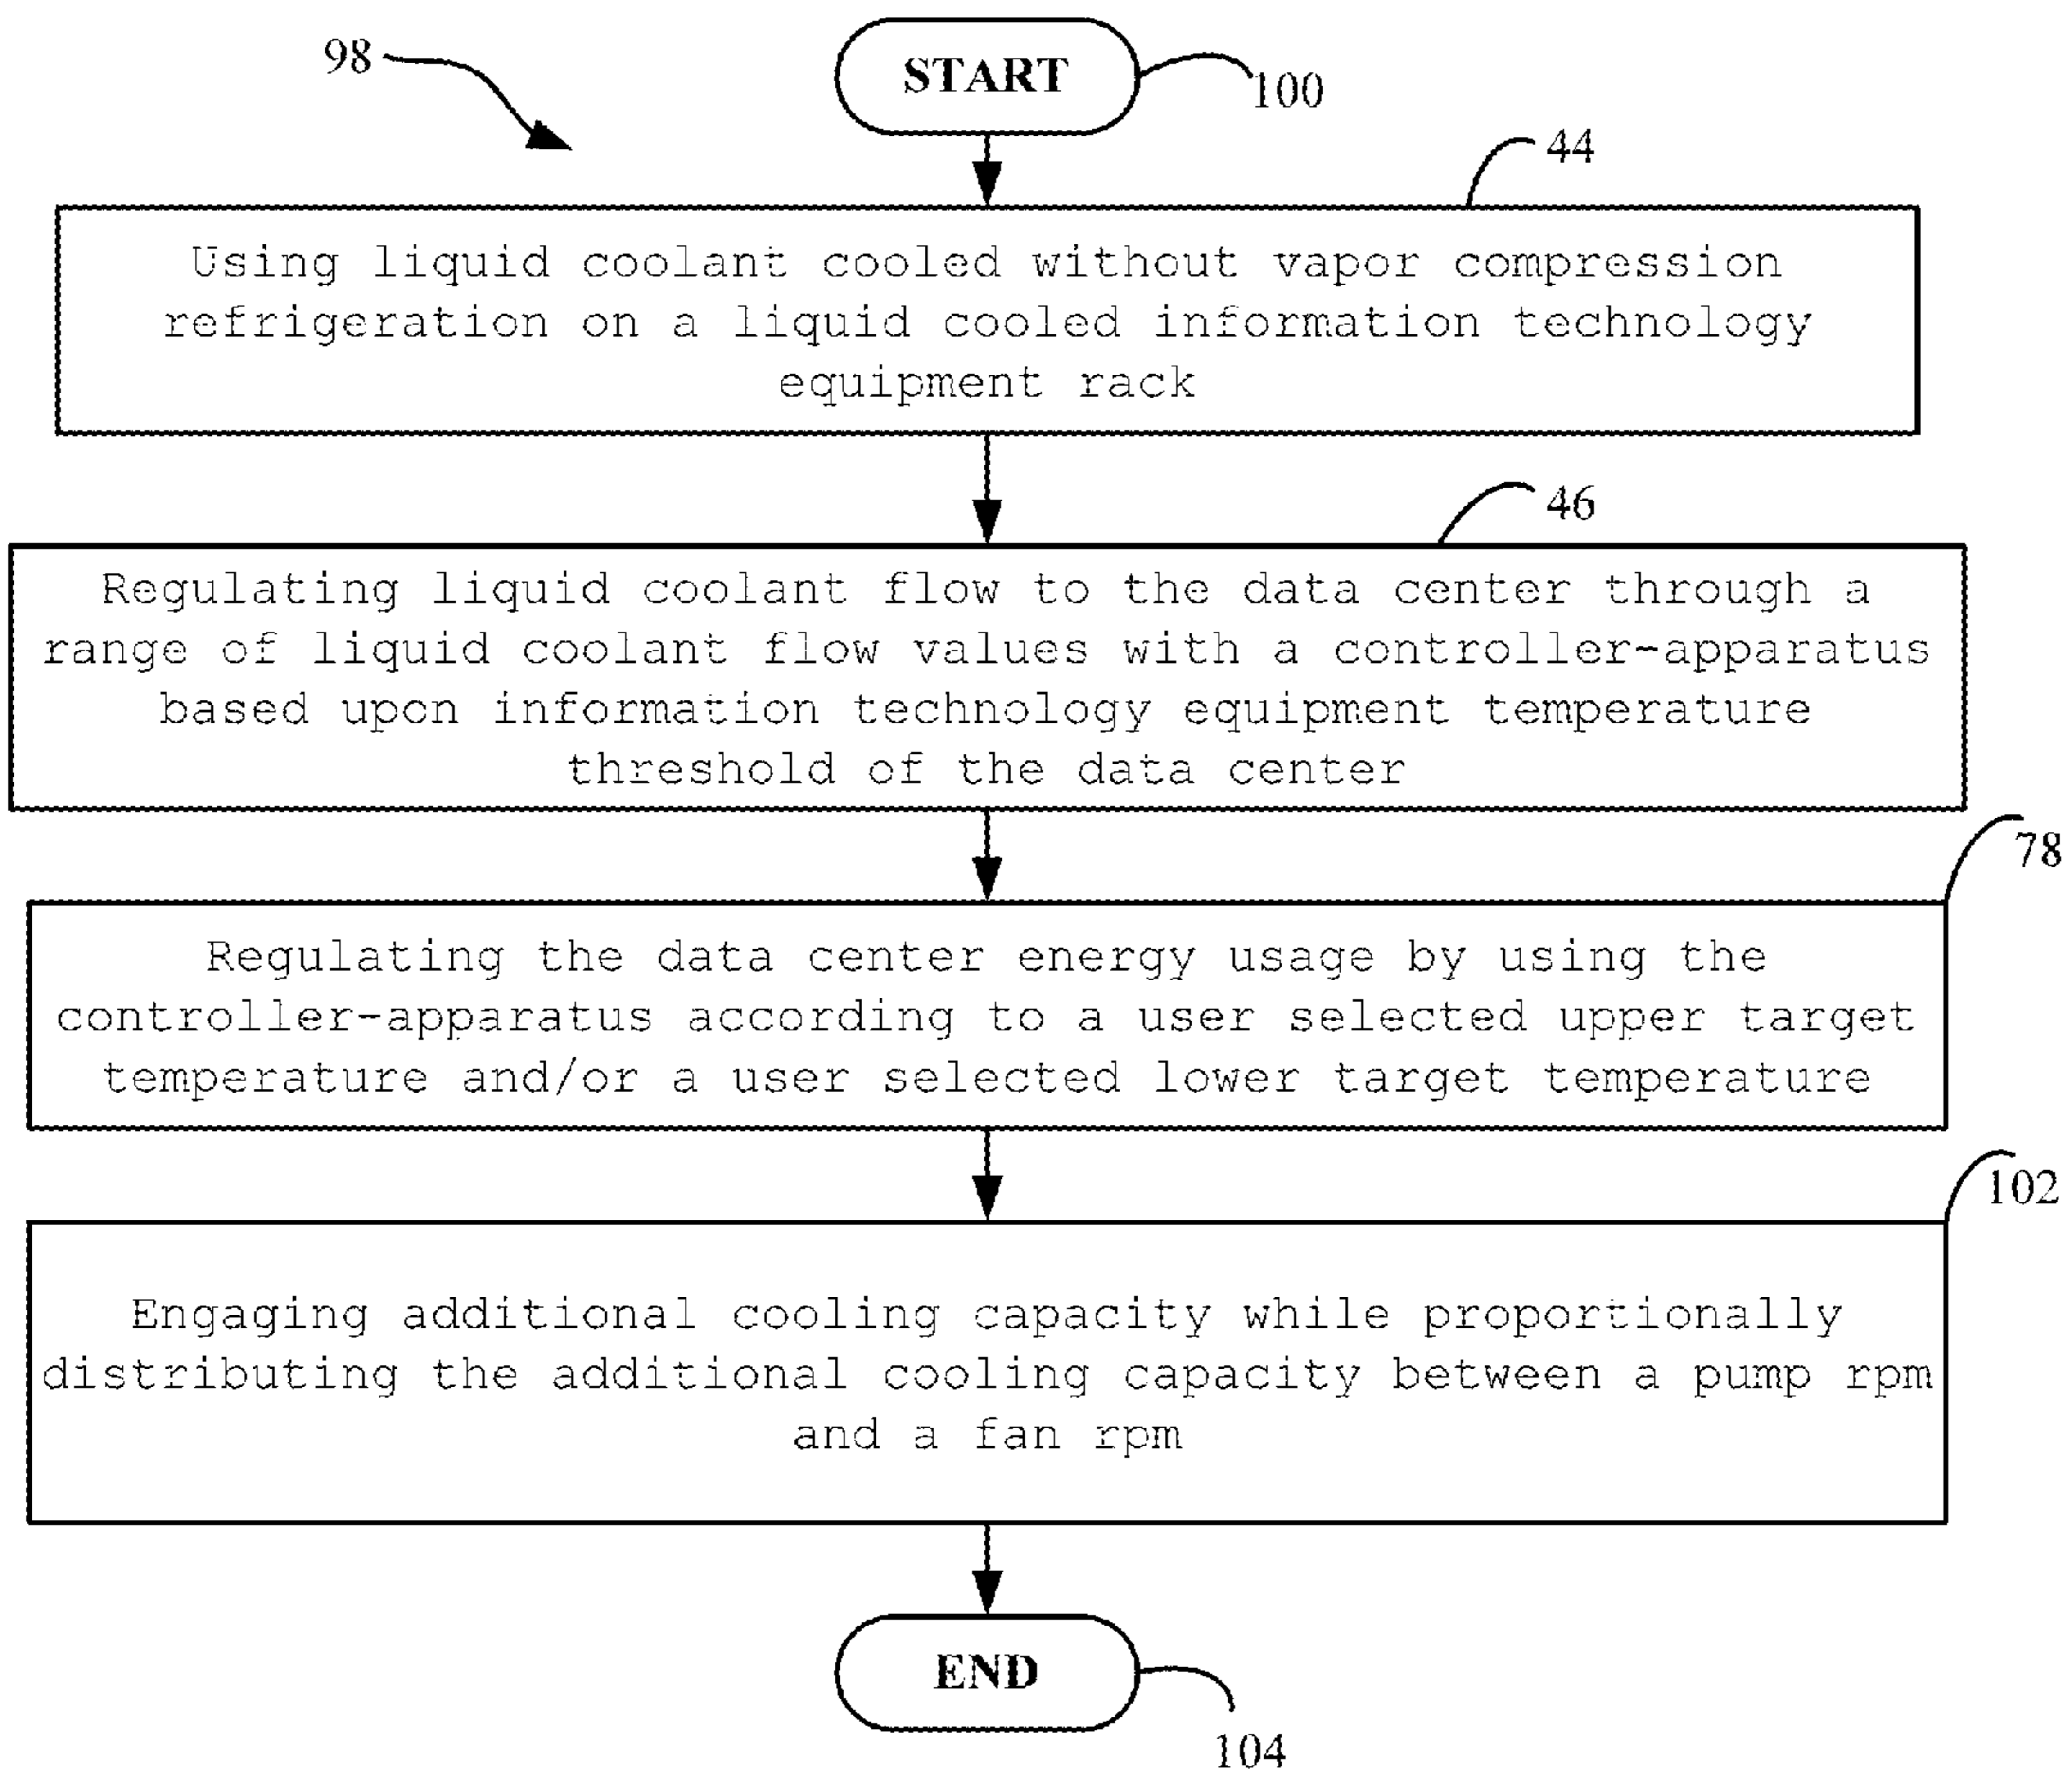 98
START
100
44
Using liquid coolant cooled without vapor compression
refrigeration on a liquid cooled information technology
equipment rack
46
Regulating liquid coolant flow to the data center through a
range of liquid coolant flow values with a controller-apparatus
based upon information technology equipment temperature
threshold of the data center
78
Regulating the data center energy usage by using the
controller-apparatus according to a user selected upper target
temperature and/or a user selected lower target temperature
102
Engaging additional cooling capacity while proportionally
distributing the additional cooling capacity between a pump rpm
and a fan rpm
END
104